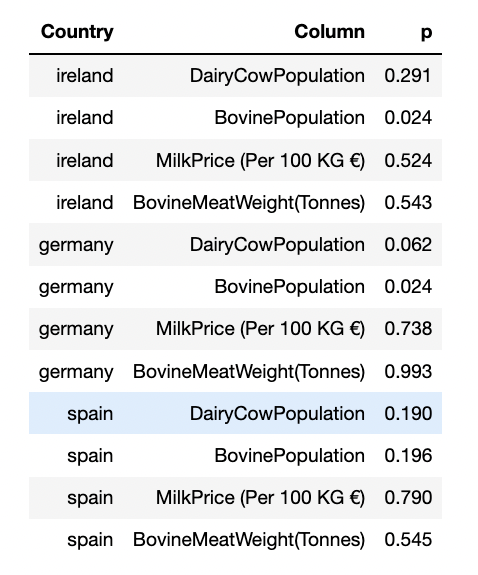 Country Column p
ireland DairyCowPopulation 0.291
ireland BovinePopulation 0.024
ireland MilkPrice (Per 100 KG €) 0.524
ireland BovineMeatWeight(Tonnes) 0.543
germany DairyCowPopulation 0.062
germany BovinePopulation 0.024
germany MilkPrice (Per 100 KG €) 0.738
germany BovineMeatWeight(Tonnes) 0.993
spain DairyCowPopulation 0.190
spain BovinePopulation 0.196
spain MilkPrice (Per 100 KG €) 0.790
spain BovineMeatWeight(Tonnes) 0.545